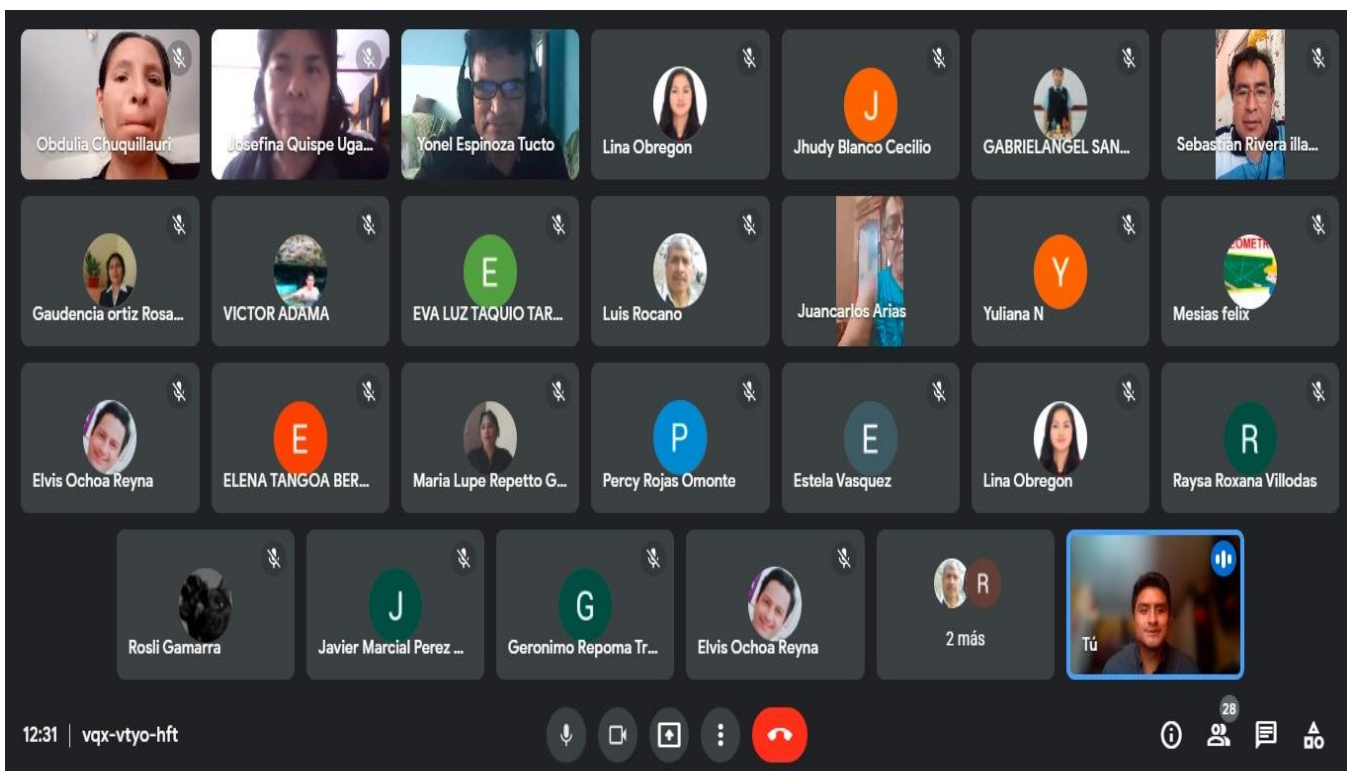 Obdulia Chuquillauri
Josefina Quispe Uga...
Yonel Espinoza Tucto
Lina Obregon
J
Jhudy Blanco Cecilio
GABRIELANGEL SAN...
Sebastian Rivera illa...
Gaudencia ortiz Rosa...
VICTOR ADAMA
E
EVA LUZ TAQUIO TAR...
Luis Rocano
Juancarlos Arias
Y
Yuliana N
OMETR
Mesias felix
Elvis Ochoa Reyna
E
ELENA TANGOA BER...
Maria Lupe Repetto G...
P
Percy Rojas Omonte
E
Estela Vasquez
Lina Obregon
R
Raysa Roxana Villodas
Rosli Gamarra
J
Javier Marcial Perez ...
G
Geronimo Repoma Tr...
Elvis Ochoa Reyna
R
2 más
Tú
12:31 | vqx-vtyo-hft
28